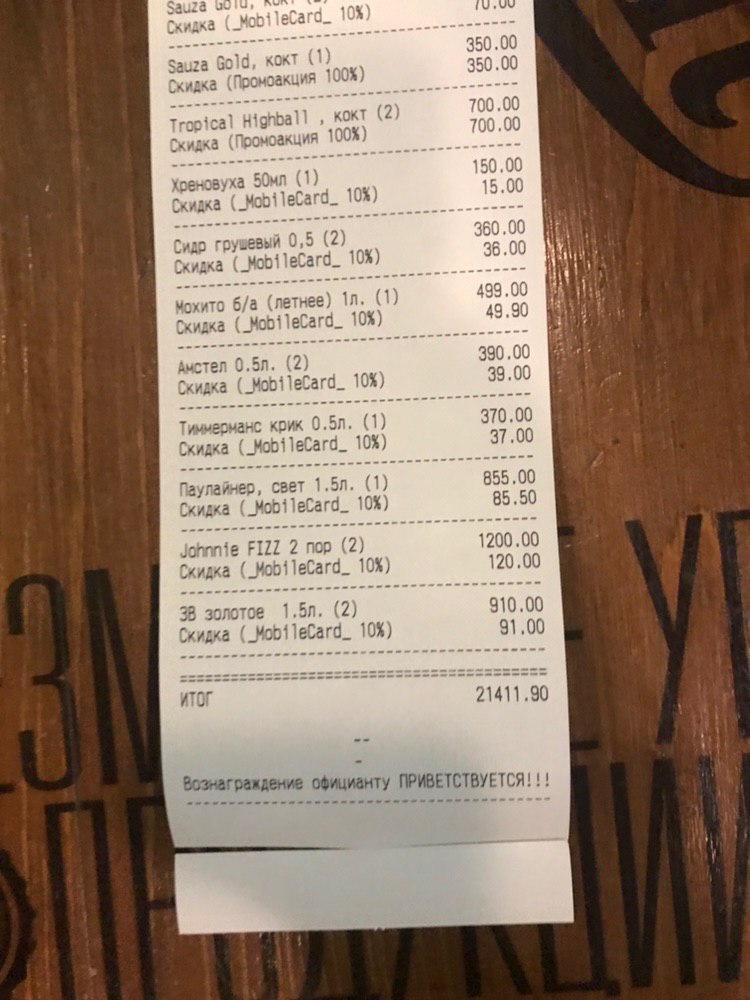 Sauza Gold, кокт
Скидка (_MobileCard_ 10%) 70.00
Sauza Gold, кокт (1) 350.00
Скидка (Промоакция 100%) 350.00
Tropical Highball , кокт (2) 700.00
Скидка (Промоакция 100%) 700.00
Хреновуха 50мл (1) 150.00
Скидка (_MobileCard_ 10%) 15.00
Сидр грушевый 0,5 (2) 360.00
Скидка (_MobileCard_ 10%) 36.00
Мохито б/а (летнее) 1л. (1) 499.00
Скидка (_MobileCard_ 10%) 49.90
Амстел 0.5л. (2) 390.00
Скидка (_MobileCard_ 10%) 39.00
Тиммерманс крик 0.5л. (1) 370.00
Скидка (_MobileCard_ 10%) 37.00
Паулайнер, свет 1.5л. (1) 855.00
Скидка (_MobileCard_ 10%) 85.50
Johnnie FIZZ 2 пор (2) 1200.00
Скидка (_MobileCard_ 10%) 120.00
ЗВ золотое 1.5л. (2) 910.00
Скидка (_MobileCard_ 10%) 91.00
ИТОГ 21411.90
Вознаграждение официанту ПРИВЕТСТВУЕТСЯ!!!